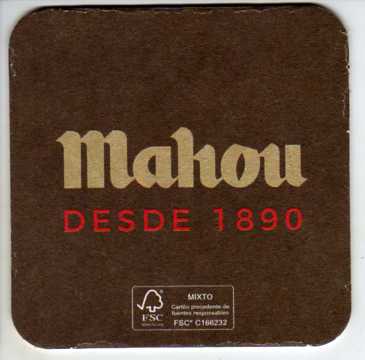 Mahou
DESDE 1890
FSC
MIXTO
Cartón procedente de
fuentes responsables
FSC® C166232